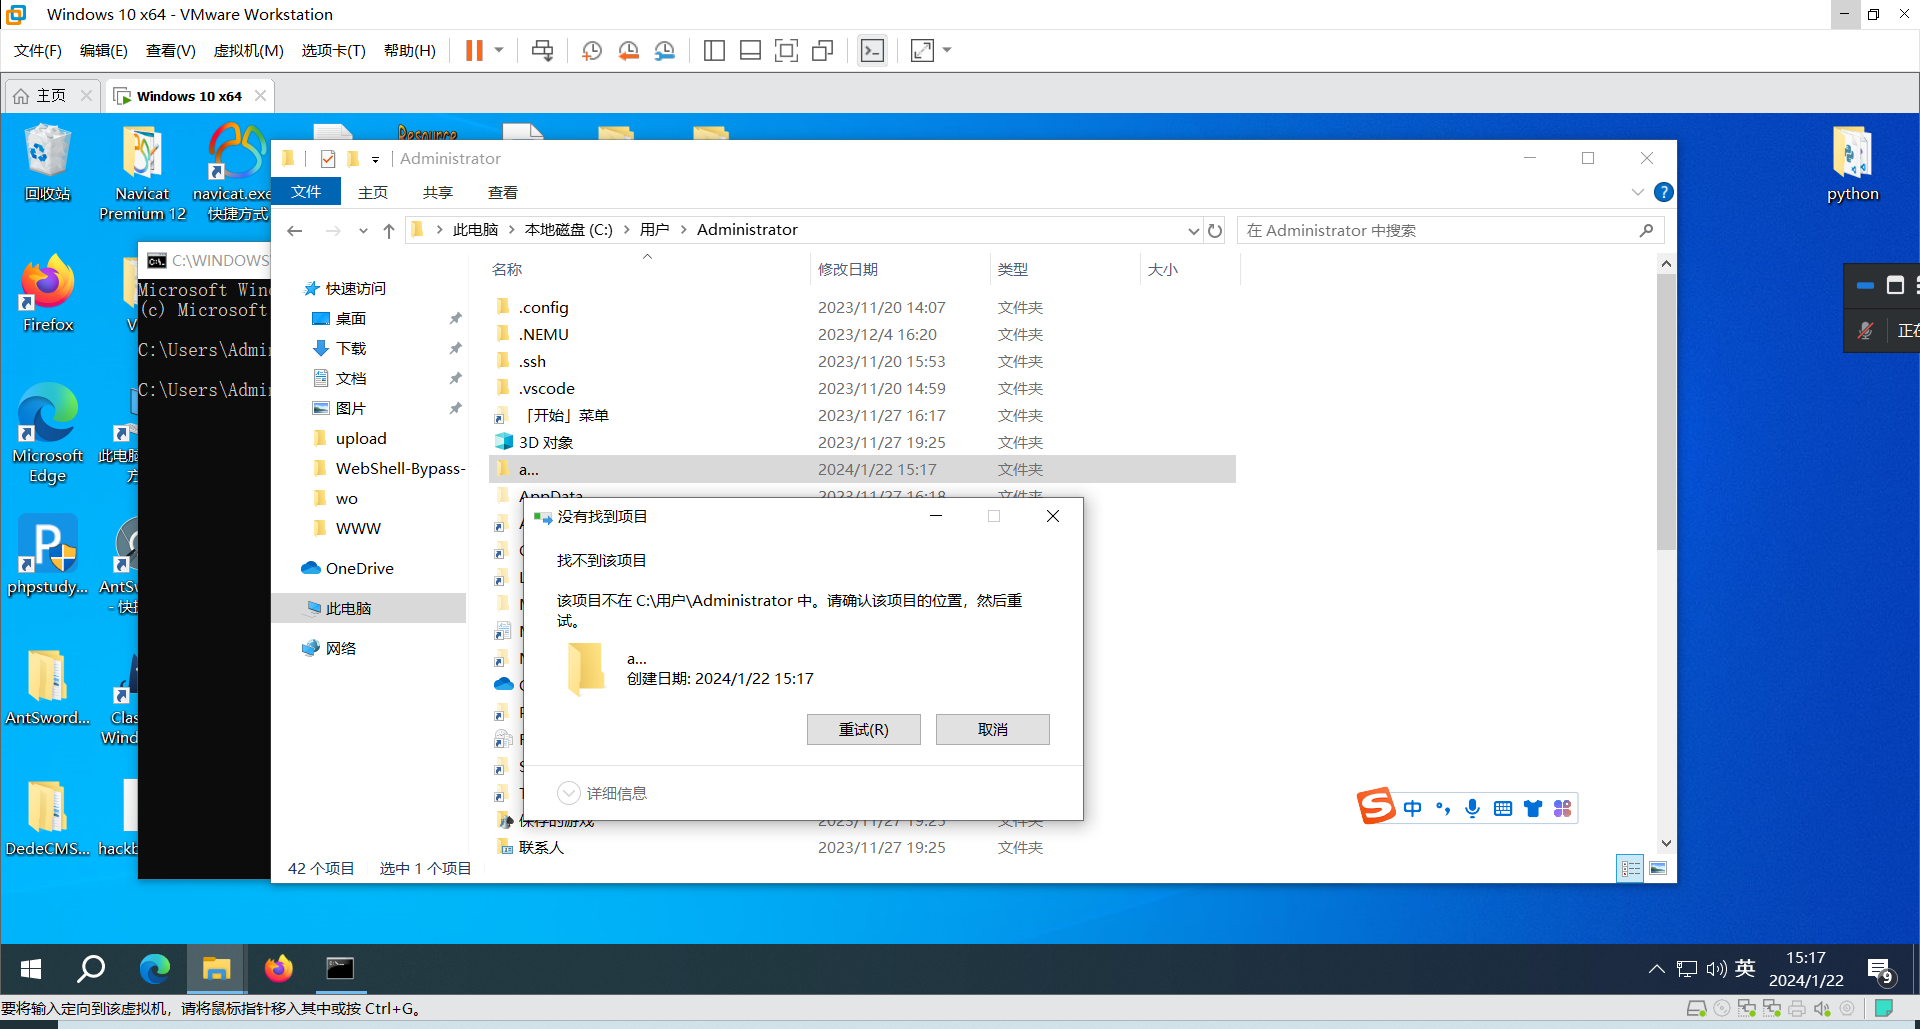 Windows 10 x64 - VMware Workstation
文件(F) 编辑(E) 查看(V) 虚拟机(M) 选项卡(T) 帮助(H)
主页
Windows 10 x64
回收站
Navicat Premium 12
navicat.exe 快捷方式
Resource
python
Firefox
Microsoft Edge
此电脑
phpstudy...
AntSword...
DedeCMS...
C:\WINDOWS
Microsoft Wind
(c) Microsoft
C:\Users\Admin
C:\Users\Admin
Administrator
文件 主页 共享 查看
此电脑 本地磁盘 (C:) 用户 Administrator
在 Administrator 中搜索
快速访问
桌面
下载
文档
图片
upload
WebShell-Bypass-
wo
WWW
OneDrive
此电脑
网络
名称 修改日期 类型 大小
.config 2023/11/20 14:07 文件夹
.NEMU 2023/12/4 16:20 文件夹
.ssh 2023/11/20 15:53 文件夹
.vscode 2023/11/20 14:59 文件夹
「开始」菜单 2023/11/27 16:17 文件夹
3D 对象 2023/11/27 19:25 文件夹
a... 2024/1/22 15:17 文件夹
AppData 2023/11/27 16:18 文件夹
没有找到项目
找不到该项目
该项目不在 C:\用户\Administrator 中。请确认该项目的位置，然后重
试。
a...
创建日期: 2024/1/22 15:17
重试(R) 取消
详细信息
保存的游戏 2023/11/27 19:25 文件夹
联系人 2023/11/27 19:25 文件夹
42 个项目 选中 1 个项目
正在
S 中
英
15:17
2024/1/22
9
要将输入定向到该虚拟机，请将鼠标指针移入其中或按 Ctrl+G。